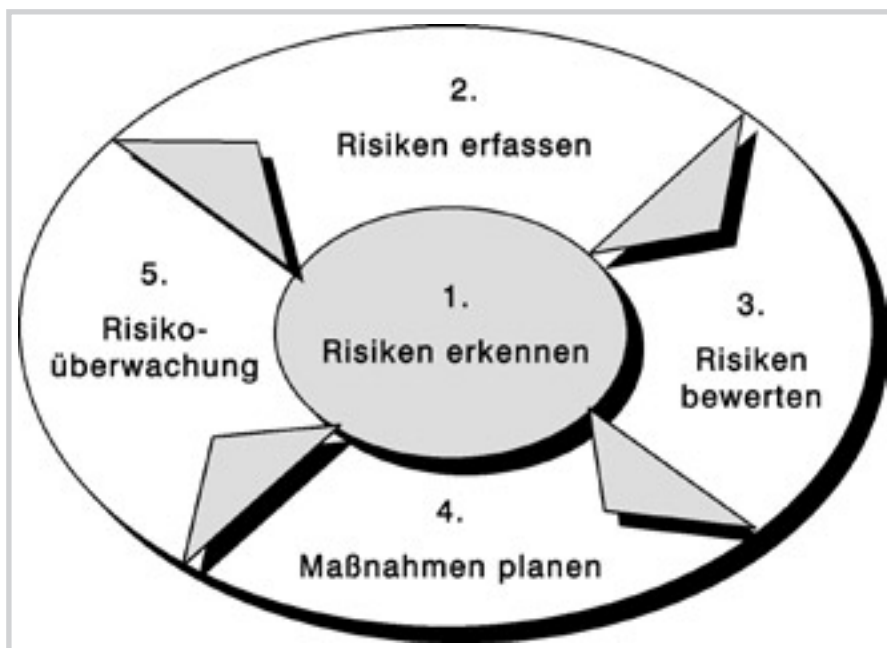 2.
Risiken erfassen
1.
Risiken erkennen
3.
Risiken
bewerten
4.
Maßnahmen planen
5.
Risiko-
überwachung